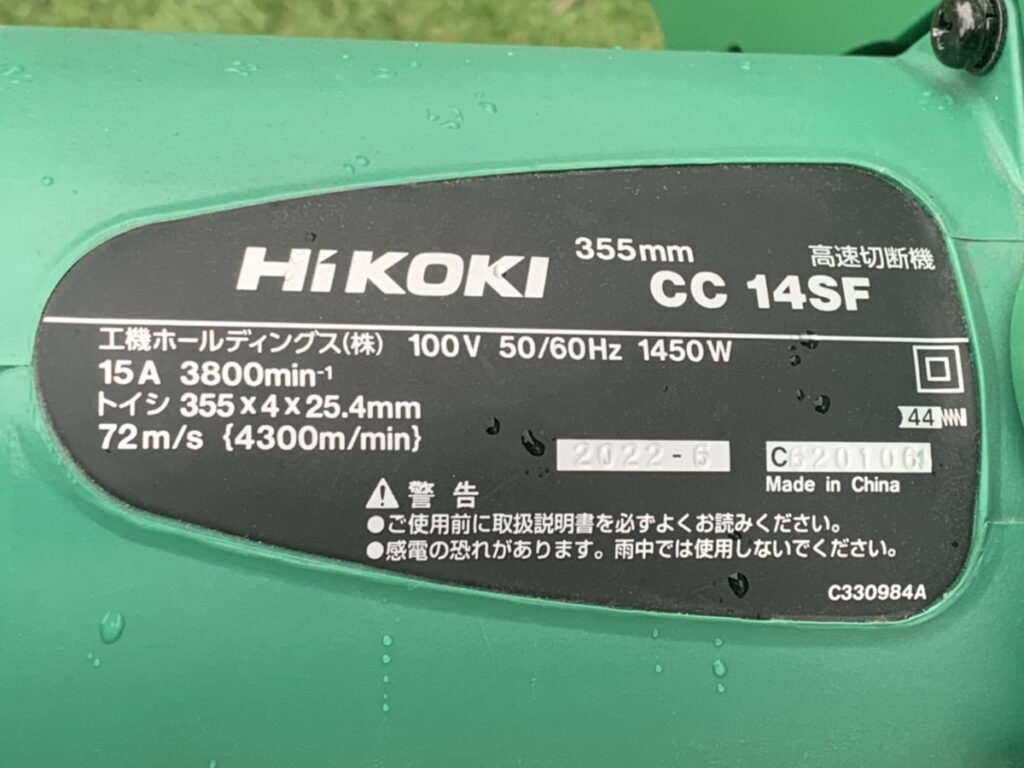 HiKOKI 355mm 高速切断機
CC 14SF
工機ホールディングス(株) 100V 50/60Hz 1450W
15A 3800min-1
トイシ 355×4×25.4mm
72m/s {4300m/min}
44
2022-6 C620106
Made in China
警告
●ご使用前に取扱説明書を必ずよくお読みください。
●感電の恐れがあります。雨中では使用しないでください。
C330984A